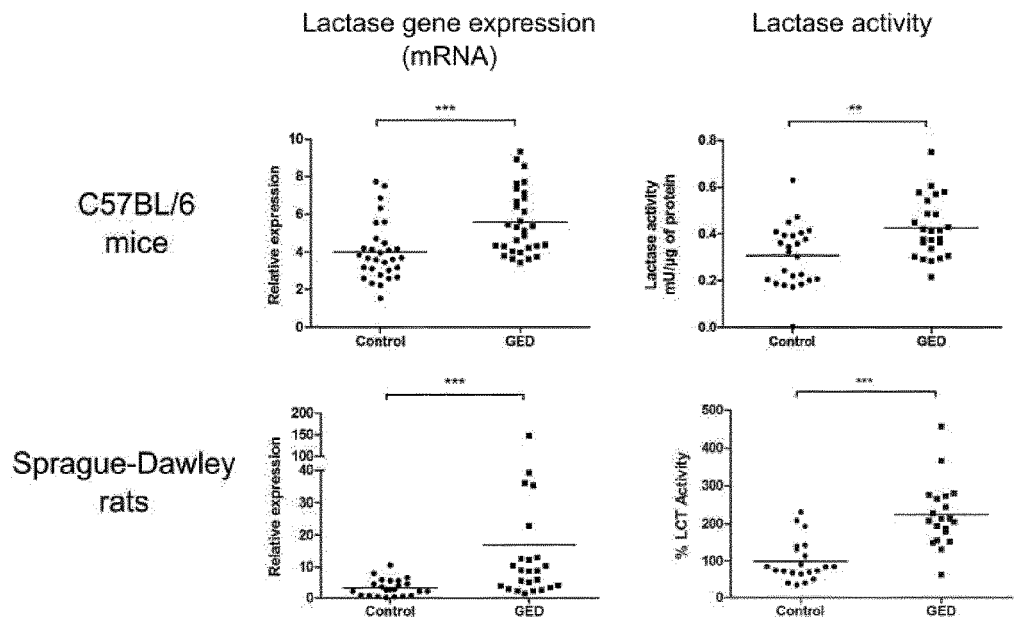 Lactase gene expression
(mRNA)
Lactase activity
C57BL/6
mice
***
10
8
6
4
2
0
Relative expression
Control
GED
**
0.8
0.6
0.4
0.2
0.0
Lactase activity
mU/µg of protein
Control
GED
Sprague-Dawley
rats
***
200
150
100
40
30
20
10
0
Relative expression
Control
GED
***
500
400
300
200
100
0
% LCT Activity
Control
GED